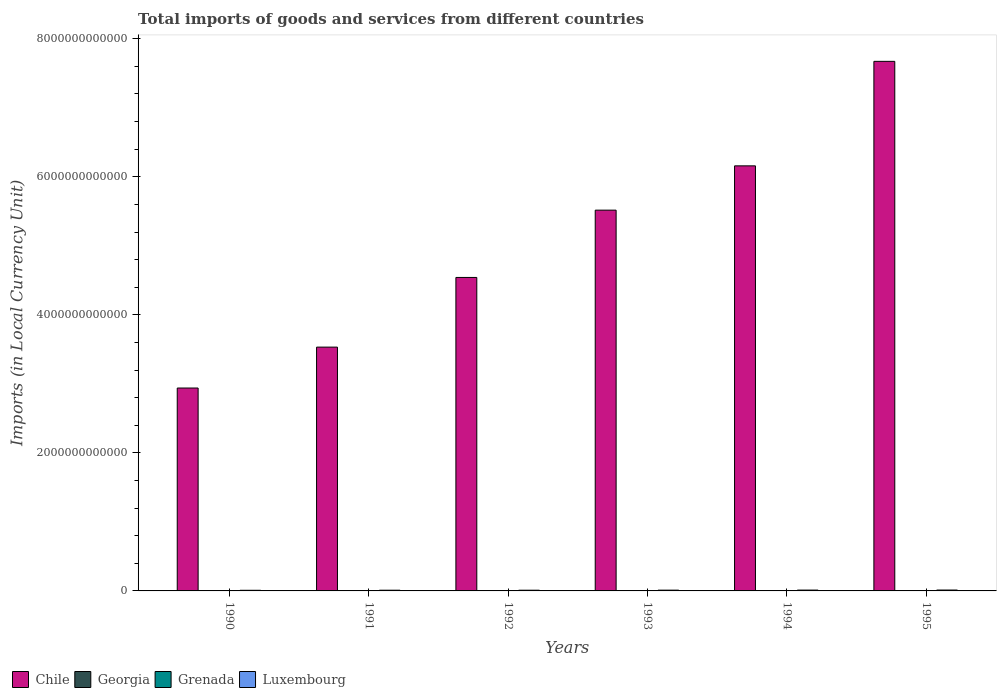 Total imports of goods and services from different countries
Imports (in Local Currency Unit)
8000000000000
6000000000000
4000000000000
2000000000000
0
1990
1991
1992
1993
1994
1995
Years
Chile
Georgia
Grenada
Luxembourg